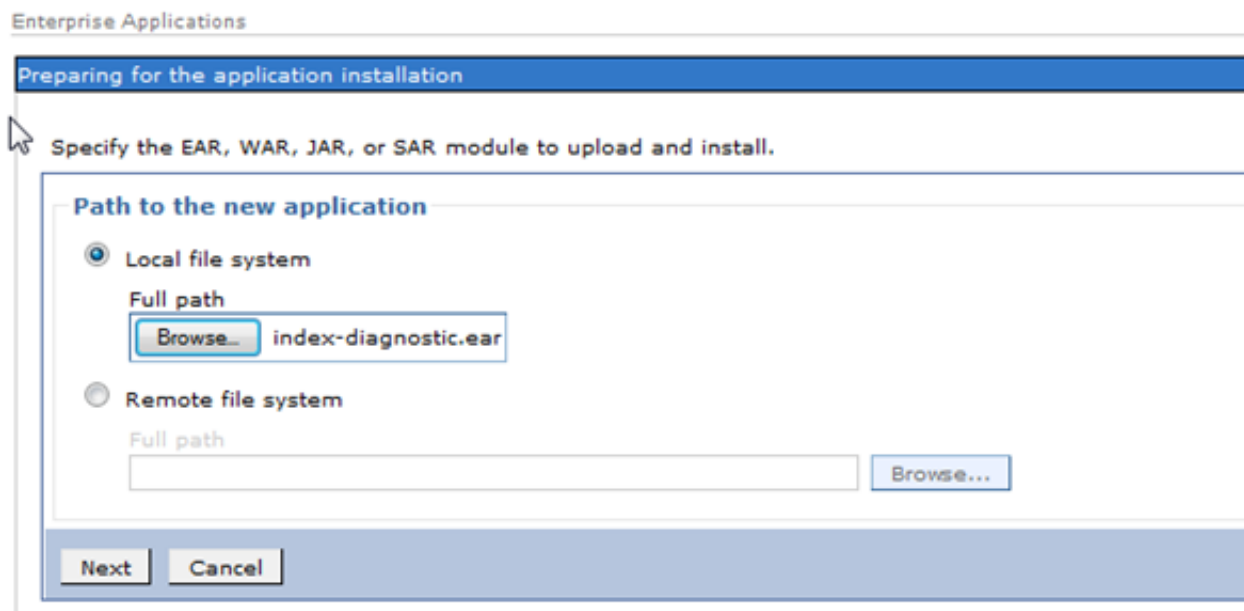 Enterprise Applications
Preparing for the application installation
Specify the EAR, WAR, JAR, or SAR module to upload and install.
Path to the new application
Local file system
Full path
Browse… index-diagnostic.ear
Remote file system
Full path
Browse...
Next Cancel